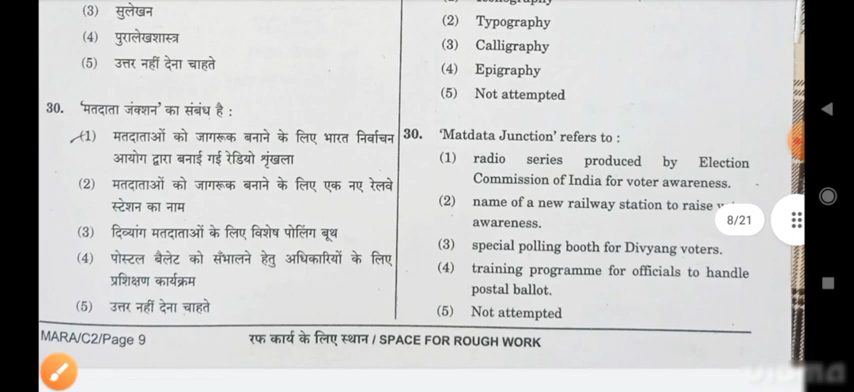 (3) सुलेखन
(4) पुरालेखशास्त्र
(5) उत्तर नहीं देना चाहते
30. 'मतदाता जंक्शन' का संबंध है :
(1) मतदाताओं को जागरूक बनाने के लिए भारत निर्वाचन
आयोग द्वारा बनाई गई रेडियो शृंखला
(2) मतदाताओं को जागरूक बनाने के लिए एक नए रेलवे
स्टेशन का नाम
(3) दिव्यांग मतदाताओं के लिए विशेष पोलिंग बूथ
(4) पोस्टल बैलेट को सँभालने हेतु अधिकारियों के लिए
प्रशिक्षण कार्यक्रम
(5) उत्तर नहीं देना चाहते
(2) Typography
(3) Calligraphy
(4) Epigraphy
(5) Not attempted
30. 'Matdata Junction' refers to :
(1) radio series produced by Election
Commission of India for voter awareness.
(2) name of a new railway station to raise
awareness.
(3) special polling booth for Divyang voters.
(4) training programme for officials to handle
postal ballot.
(5) Not attempted
8/21
MARA/C2/Page 9
रफ कार्य के लिए स्थान / SPACE FOR ROUGH WORK